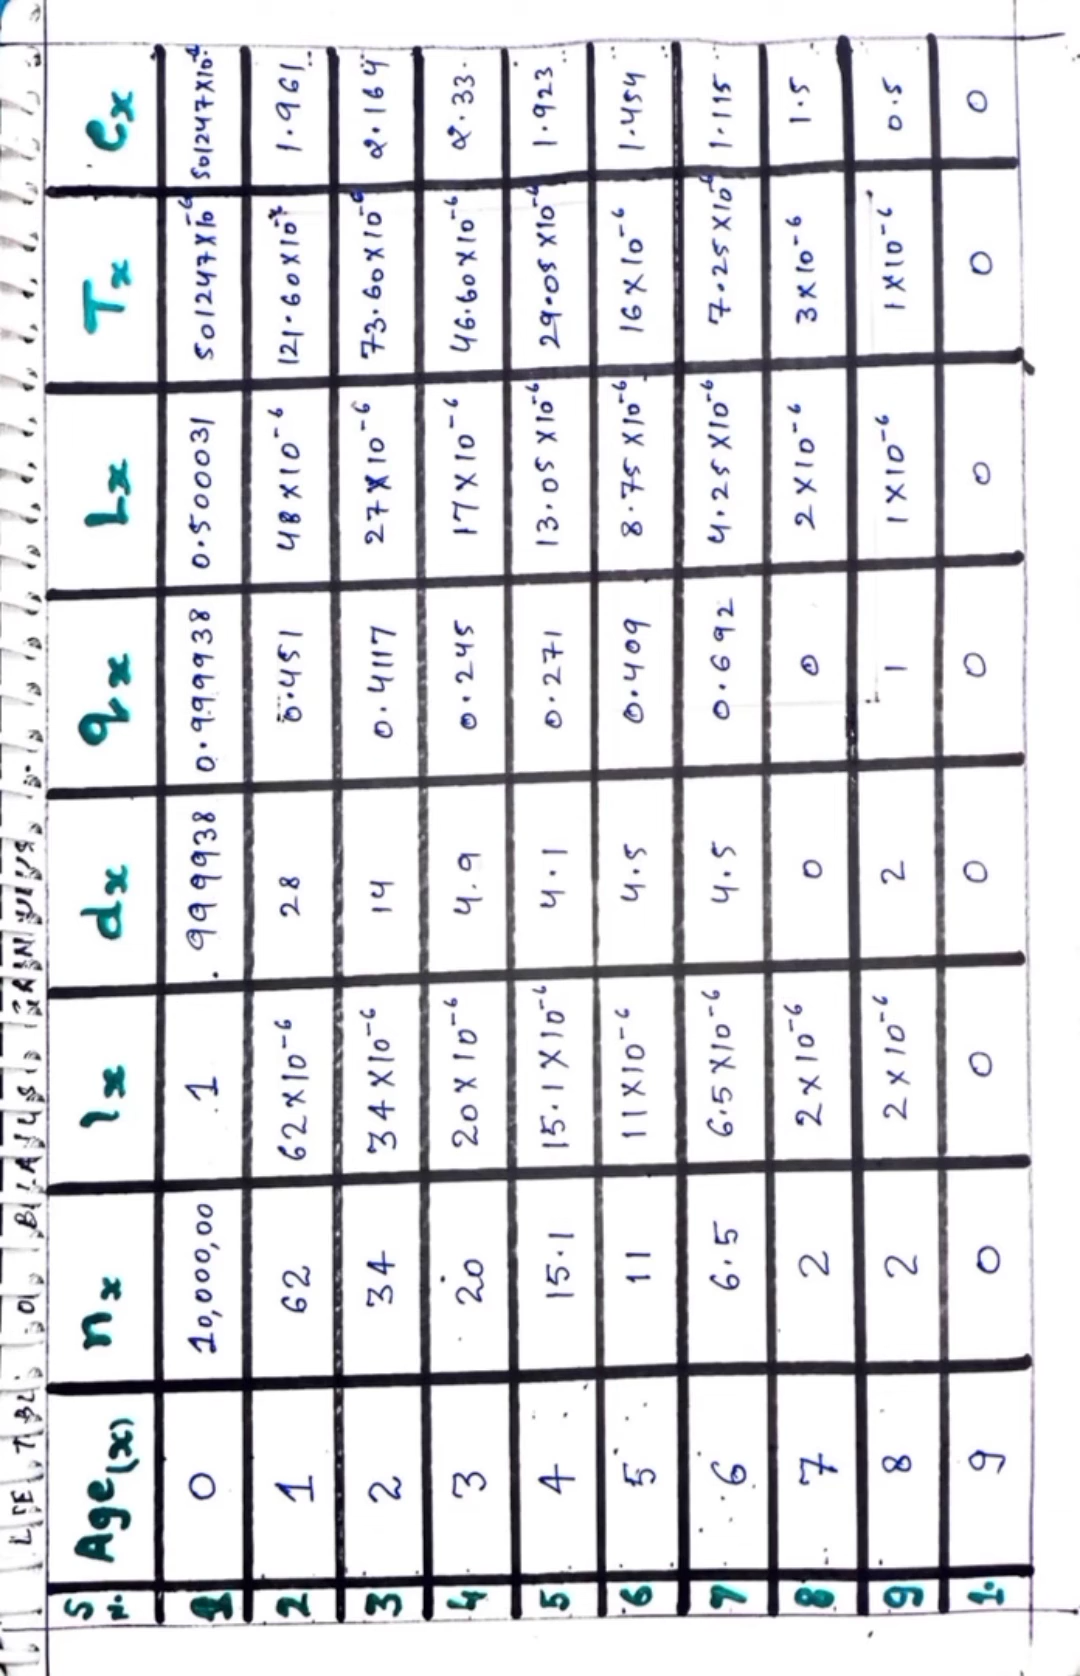 LIFE TABLE OF BALANUS GLANDULUS
S N. Age(x) nx lx dx qx Lx Tx ex
1 0 10,000,00 1 999938 0.999938 0.500031 501247X10-6 501247X10-6
2 1 62 62X10-6 28 0.451 48X10-6 121.60X10-6 1.961
3 2 34 34X10-6 14 0.4117 27X10-6 73.60X10-6 2.164
4 3 20 20X10-6 4.9 0.245 17X10-6 46.60X10-6 2.33
5 4 15.1 15.1X10-6 4.1 0.271 13.05X10-6 29.05X10-6 1.923
6 5 11 11X10-6 4.5 0.409 8.75X10-6 16X10-6 1.454
7 6 6.5 6.5X10-6 4.5 0.692 4.25X10-6 7.25X10-6 1.115
8 7 2 2X10-6 0 0 2X10-6 3X10-6 1.5
9 8 2 2X10-6 2 1 1X10-6 1X10-6 0.5
1. 9 0 0 0 0 0 0 0